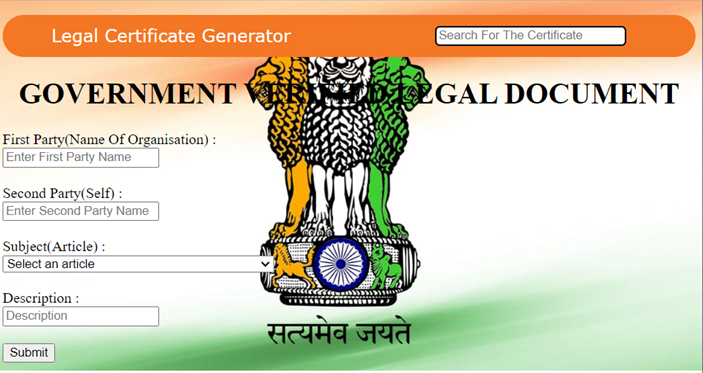 Legal Certificate Generator
Search For The Certificate
GOVERNMENT VERIFIED LEGAL DOCUMENT
First Party(Name Of Organisation) :
Enter First Party Name
Second Party(Self) :
Enter Second Party Name
Subject(Article) :
Select an article
Description :
Description
सत्यमेव जयते
Submit